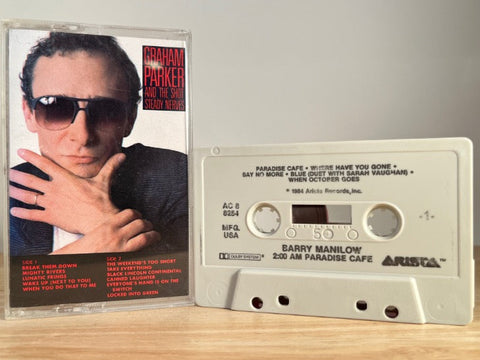 GRAHAM
PARKER
AND THE SHOT
STEADY NERVES
SIDE 1
BREAK THEM DOWN
MIGHTY RIVERS
LUNATIC FRINGE
WAKE UP (NEXT TO YOU)
WHEN YOU DO THAT TO ME
SIDE 2
THE WEEKEND'S TOO SHORT
TAKE EVERYTHING
BLACK LINCOLN CONTINENTAL
CANNED LAUGHTER
EVERYONE'S HAND IS ON THE
SWITCH
LOCKED INTO GREEN
PARADISE CAFE • WHERE HAVE YOU GONE •
SAY NO MORE • BLUE (DUET WITH SARAH VAUGHAN) •
WHEN OCTOBER GOES
℗ 1984 Arista Records, Inc.
AC 8
8254
MFG.
USA
-1-
DOLBY SYSTEM
BARRY MANILOW
2:00 AM PARADISE CAFE
ARISTA